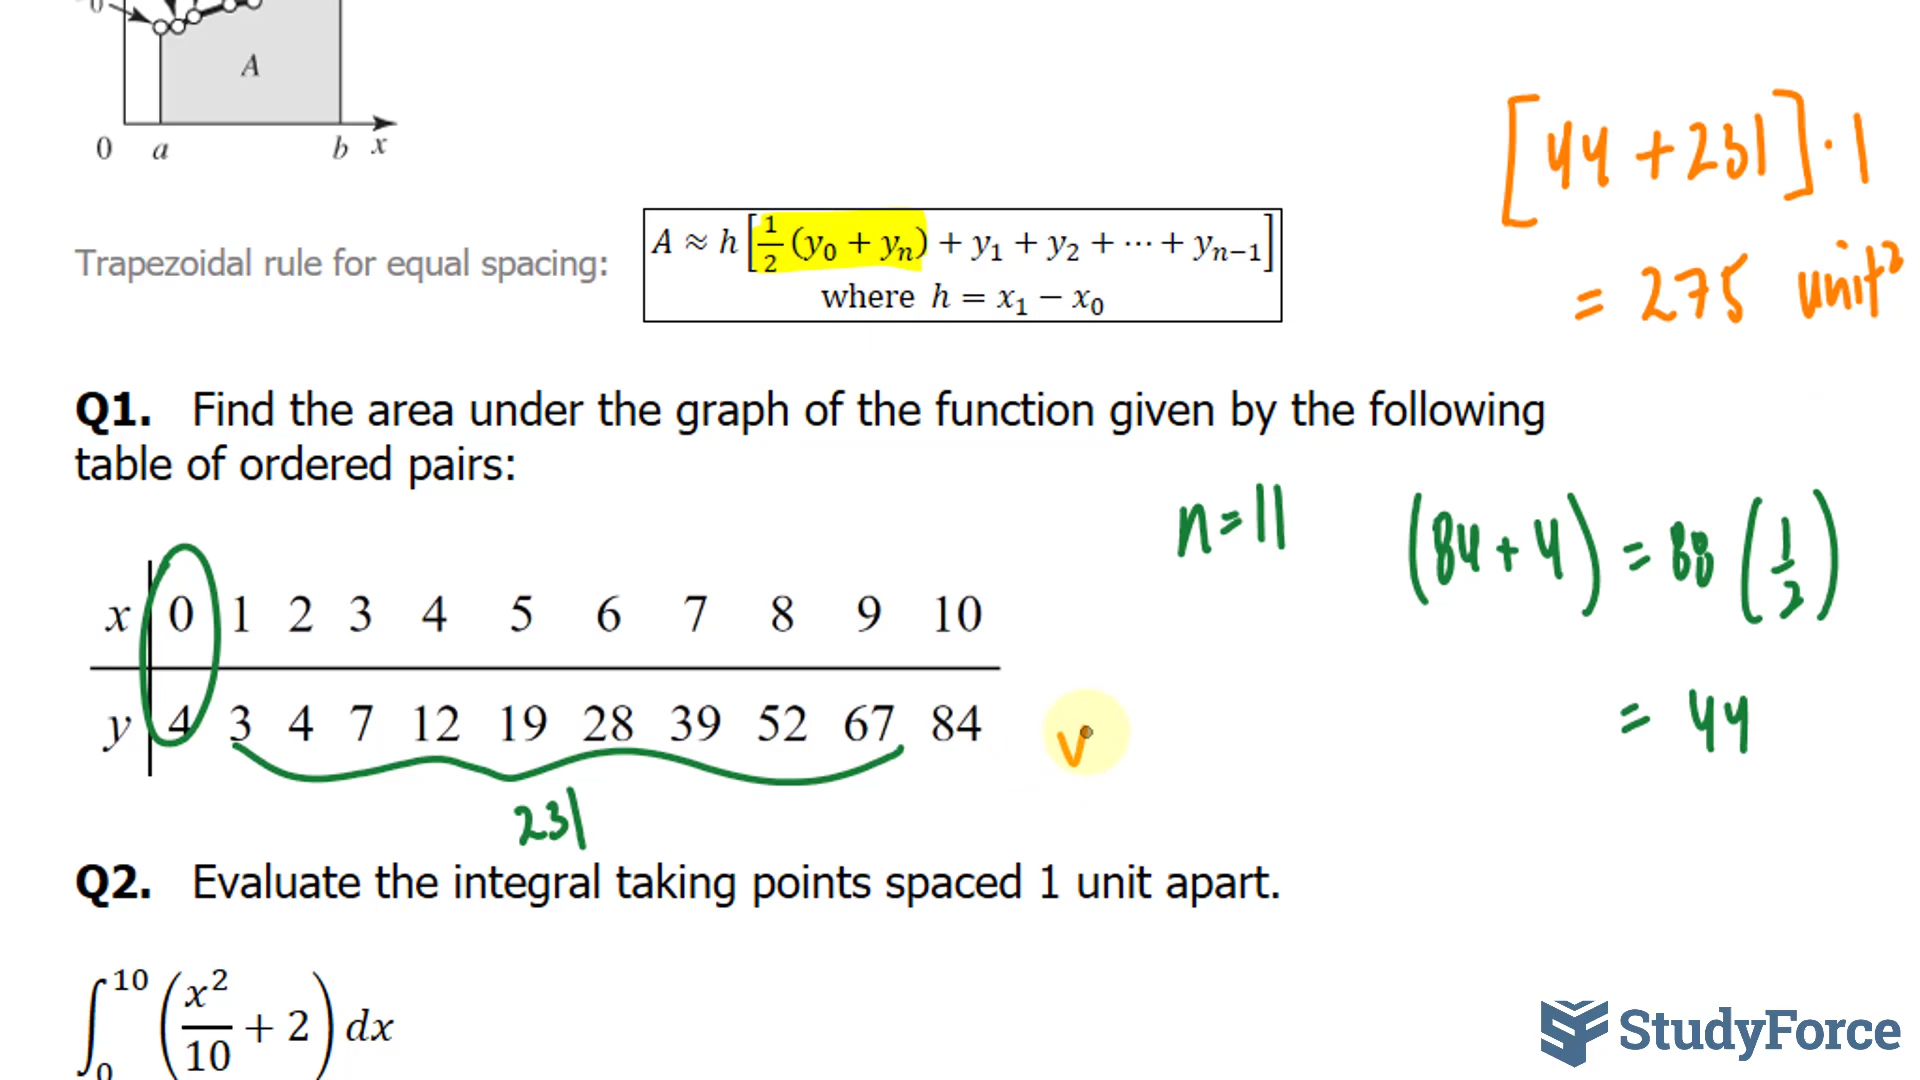 A
0 a b x
[44 + 231] · 1
= 275 unit²
Trapezoidal rule for equal spacing:
A ≈ h [1/2 (y₀ + yₙ) + y₁ + y₂ + ⋯ + yₙ₋₁]
where h = x₁ − x₀
Q1. Find the area under the graph of the function given by the following
table of ordered pairs:
n = 11
(84 + 4) = 88 (1/2)
= 44
x 0 1 2 3 4 5 6 7 8 9 10
y 4 3 4 7 12 19 28 39 52 67 84
231
Q2. Evaluate the integral taking points spaced 1 unit apart.
∫₀¹⁰ (x²/10 + 2) dx
StudyForce